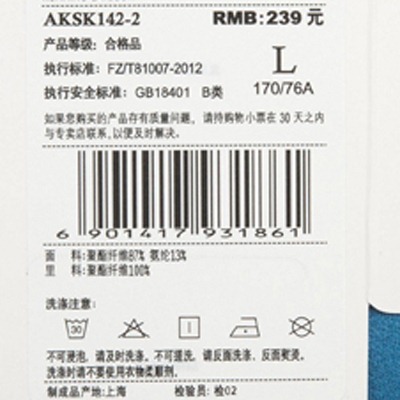 AKSK142-2 RMB:239 元
产品等级：合格品
执行标准：FZ/T81007-2012 L
执行安全标准：GB18401 B类 170/76A
如果您购买的产品存有质量问题，请持购物小票在 30 天之内
与专卖店联系，以便及时解决。
6 901417 931861
面 料:聚酯纤维87% 氨纶13%
里 料:聚酯纤维100%
洗涤注意：
30
不可浸泡，请及时洗涤。不可混洗，请反面洗涤，反面熨烫。
洗涤时请不要使用衣物柔顺剂。
制成品产地:上海 检验员：检02